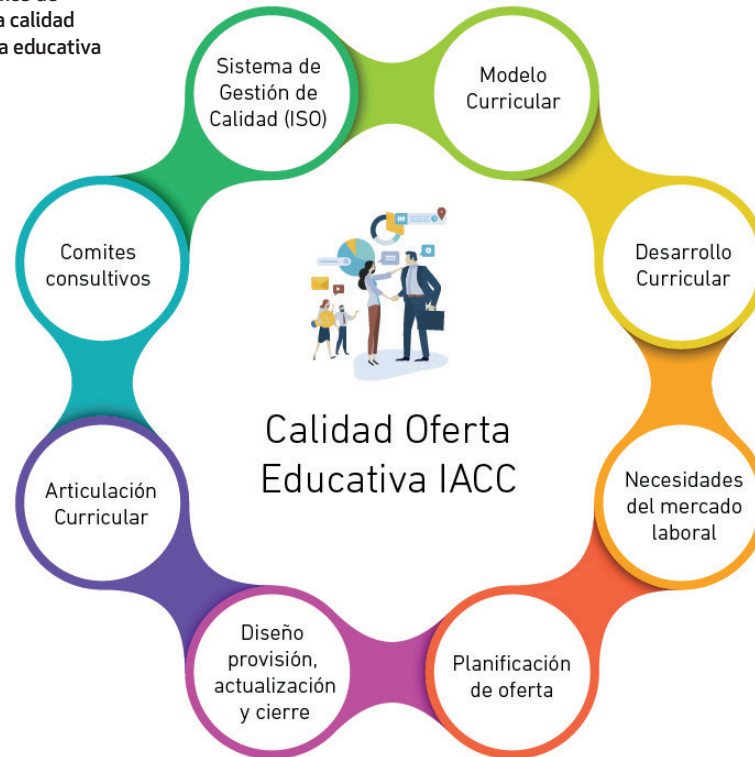 a calidad
a educativa
Sistema de
Gestión de
Calidad (ISO)
Modelo
Curricular
Comites
consultivos
Desarrollo
Curricular
Calidad Oferta
Educativa IACC
Articulación
Curricular
Necesidades
del mercado
laboral
Diseño
provisión,
actualización
y cierre
Planificación
de oferta